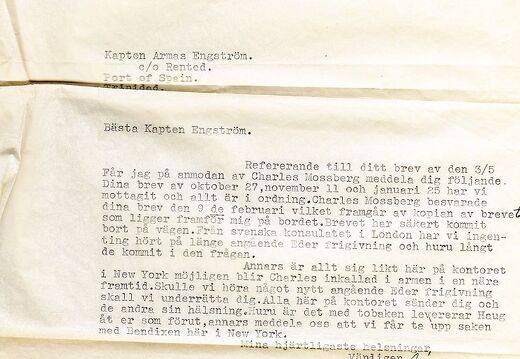 Kapten Armas Engström.
c/o Rented.
Port of Spain.
Trinidad.
Bästa Kapten Engström.
Refererande till ditt brev av den 3/5
Får jag på anmodan av Charles Mossberg meddela dig följande.
Dina brev av oktober 27,november 11 och januari 25 har vi
mottagit och allt är i ordning.Charles Mossberg besvarade
dina brev den 9 de februari vilket framgår av kopian av brevet
som ligger framför mig på bordet.Brevet har säkert kommit
bort på vägen.Från svenska konsulatet i London har vi ingen-
ting hört på länge angående Eder frigivning och huru långt
de kommit i den frågan.
Annars är allt sig likt här på kontoret
i New York möjligen blir Charles inkallad i armen i en nära
framtid.Skulle vi höra något nytt angående Eder frigivning
skall vi underrätta dig.Alla här på kontoret sänder dig och
de andra sin hälsning.Huru är det med tobaken levererar Haug
åt er som förut,annars meddela oss att vi får ta upp saken
med Bendixen här i New York.
Mina hjärtligaste helsningar
Vänligen